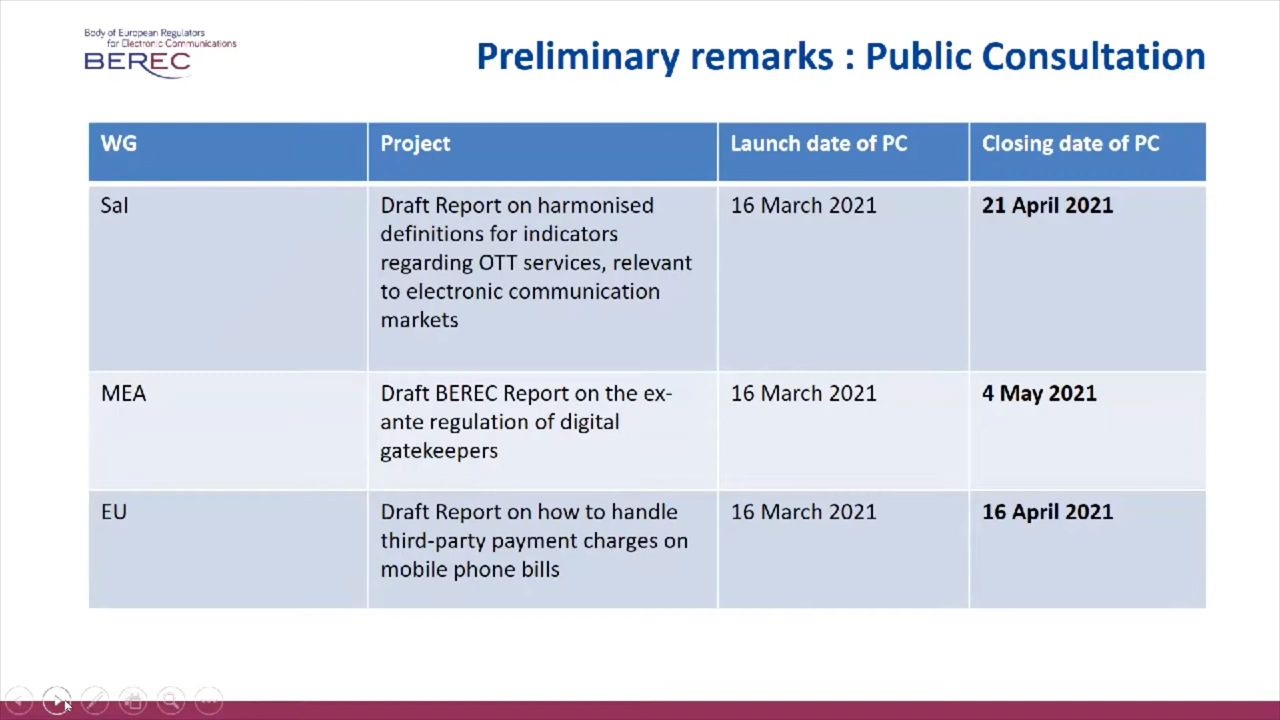 Body of European Regulators
for Electronic Communications
BEREC
Preliminary remarks : Public Consultation
WG
Project
Launch date of PC
Closing date of PC
SaI
Draft Report on harmonised
definitions for indicators
regarding OTT services, relevant
to electronic communication
markets
16 March 2021
21 April 2021
MEA
Draft BEREC Report on the ex-
ante regulation of digital
gatekeepers
16 March 2021
4 May 2021
EU
Draft Report on how to handle
third-party payment charges on
mobile phone bills
16 March 2021
16 April 2021